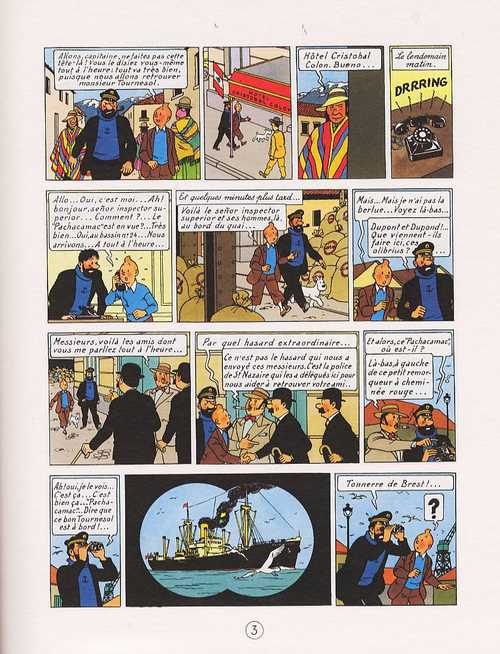 Allons, capitaine, ne faites pas cette
tête-là! Vous le disiez vous-même
tout à l'heure: tout va très bien,
puisque nous allons retrouver
monsieur Tournesol.
HOTEL
CRISTOBAL COLON
Hôtel Cristobal
Colon. Bueno...
Le lendemain
matin..
DRRRING
Allo... Oui, c'est moi... Ah!
bonjour, señor inspector su-
perior... Comment ?... Le
"Pachacamac" est en vue?... Très
bien...Oui, au bassin nº 24... Nous
arrivons... A tout à l'heure...
Et quelques minutes plus tard...
Voilà le señor inspector
superior et ses hommes, là,
au bord du quai...
Mais... Mais je n'ai pas la
berlue... Voyez là-bas...
Dupont et Dupond!...
Que viennent-ils
faire ici, ces
olibrius ?...
Messieurs, voilà les amis dont
vous me parliez tout à l'heure...
Par quel hasard extraordinaire...
Ce n'est pas le hasard qui nous a
envoyé ces messieurs. C'est la police
de St Nazaire qui les a délégués ici pour
nous aider à retrouver votre ami..
Et alors, ce "Pachacamac",
où est-il ?
Là-bas, à gauche
de ce petit remor-
queur à chemi-
née rouge...
Ah! oui, je le vois...
C'est ça... C'est
bien ça..."Pacha-
camac".. Dire que
ce bon Tournesol
est à bord!...
Tonnerre de Brest!...
?
3